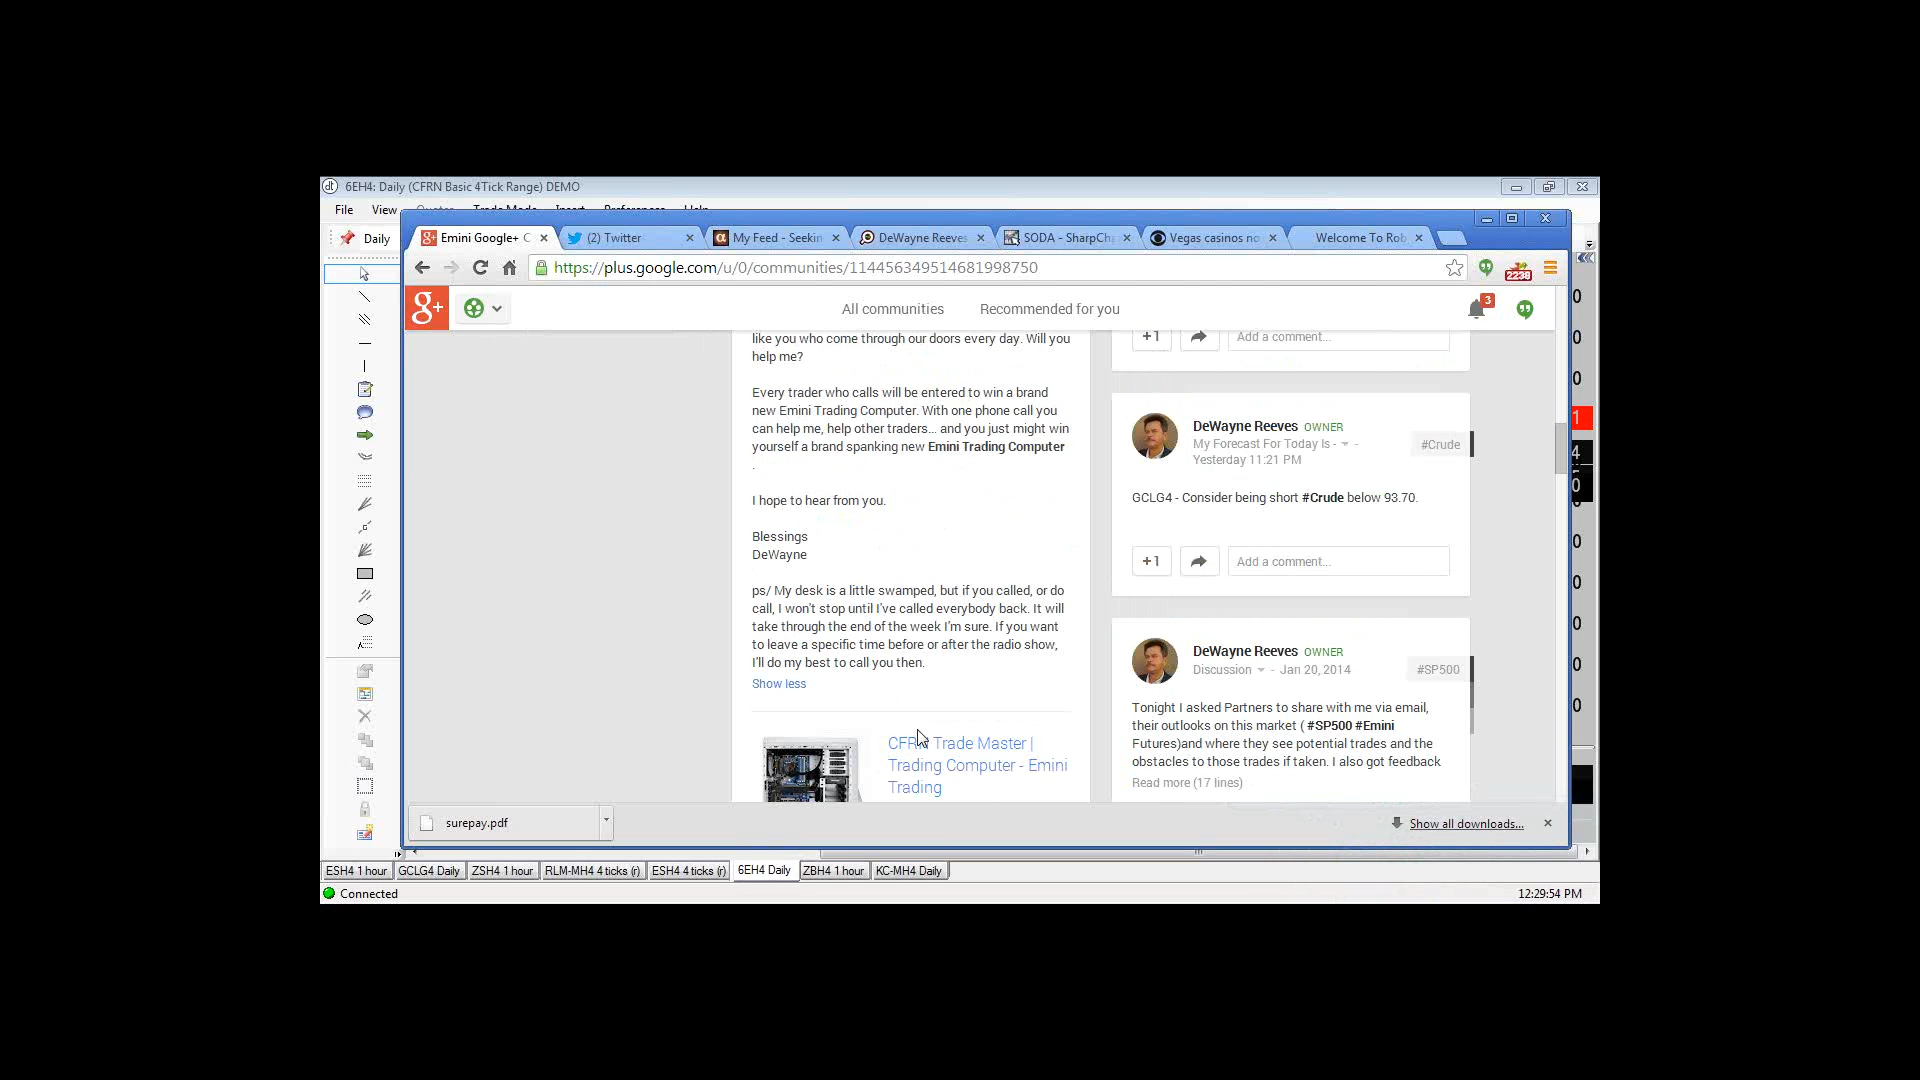 dt 6EH4: Daily (CFRN Basic 4Tick Range) DEMO
File View Quotes Trade Mode Insert Preferences Help
Daily
Emini Google+ C
(2) Twitter
My Feed - Seekin
DeWayne Reeves
SODA - SharpCha
Vegas casinos no
Welcome To Rob
https://plus.google.com/u/0/communities/114456349514681998750
2238
g+
All communities
Recommended for you
3
like you who come through our doors every day. Will you
help me?
Every trader who calls will be entered to win a brand
new Emini Trading Computer. With one phone call you
can help me, help other traders... and you just might win
yourself a brand spanking new Emini Trading Computer
.
I hope to hear from you.
Blessings
DeWayne
ps/ My desk is a little swamped, but if you called, or do
call, I won't stop until I've called everybody back. It will
take through the end of the week I'm sure. If you want
to leave a specific time before or after the radio show,
I'll do my best to call you then.
Show less
CFRN Trade Master |
Trading Computer - Emini
Trading
+1
Add a comment...
DeWayne Reeves OWNER
My Forecast For Today Is - -
Yesterday 11:21 PM
#Crude
GCLG4 - Consider being short #Crude below 93.70.
+1
Add a comment...
DeWayne Reeves OWNER
Discussion - Jan 20, 2014
#SP500
Tonight I asked Partners to share with me via email,
their outlooks on this market ( #SP500 #Emini
Futures)and where they see potential trades and the
obstacles to those trades if taken. I also got feedback
Read more (17 lines)
surepay.pdf
Show all downloads...
ESH4 1 hour
GCLG4 Daily
ZSH4 1 hour
RLM-MH4 4 ticks (r)
ESH4 4 ticks (r)
6EH4 Daily
ZBH4 1 hour
KC-MH4 Daily
Connected
12:29:54 PM